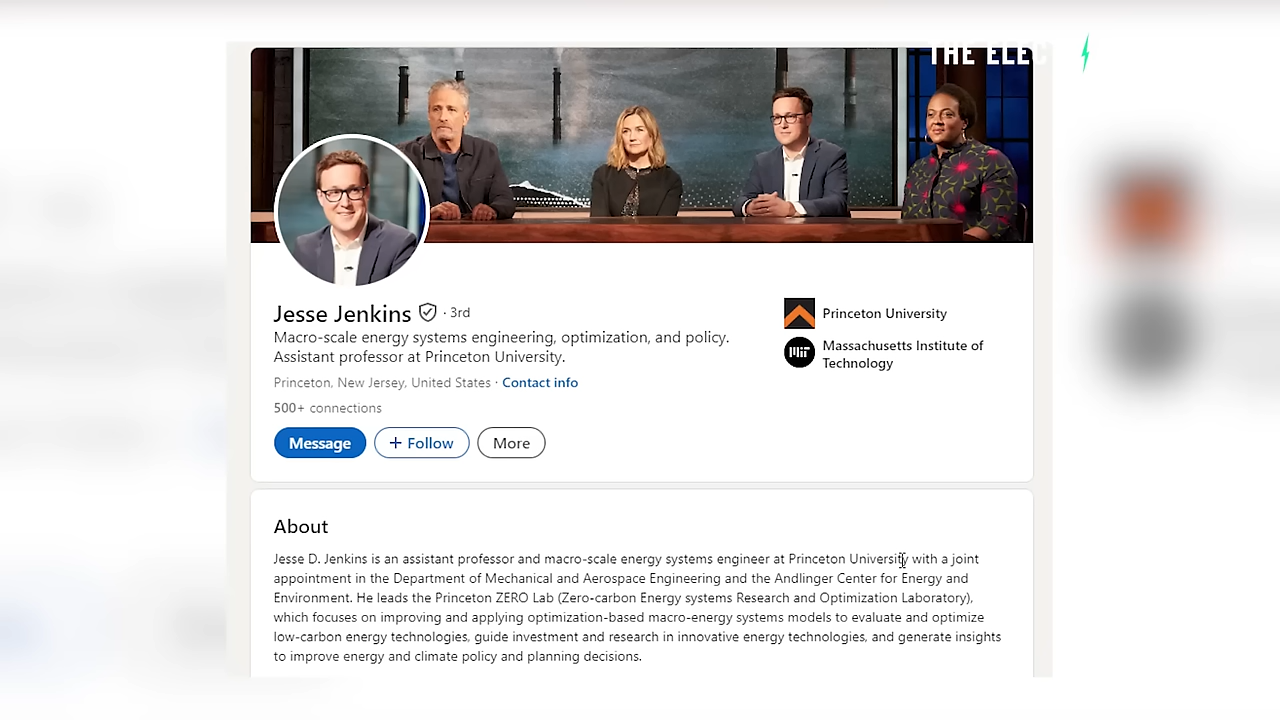 THE ELEC
Jesse Jenkins · 3rd
Macro-scale energy systems engineering, optimization, and policy.
Assistant professor at Princeton University.
Princeton, New Jersey, United States · Contact info
500+ connections
Message
+ Follow
More
Princeton University
MIT
Massachusetts Institute of
Technology
About
Jesse D. Jenkins is an assistant professor and macro-scale energy systems engineer at Princeton University with a joint
appointment in the Department of Mechanical and Aerospace Engineering and the Andlinger Center for Energy and
Environment. He leads the Princeton ZERO Lab (Zero-carbon Energy systems Research and Optimization Laboratory),
which focuses on improving and applying optimization-based macro-energy systems models to evaluate and optimize
low-carbon energy technologies, guide investment and research in innovative energy technologies, and generate insights
to improve energy and climate policy and planning decisions.